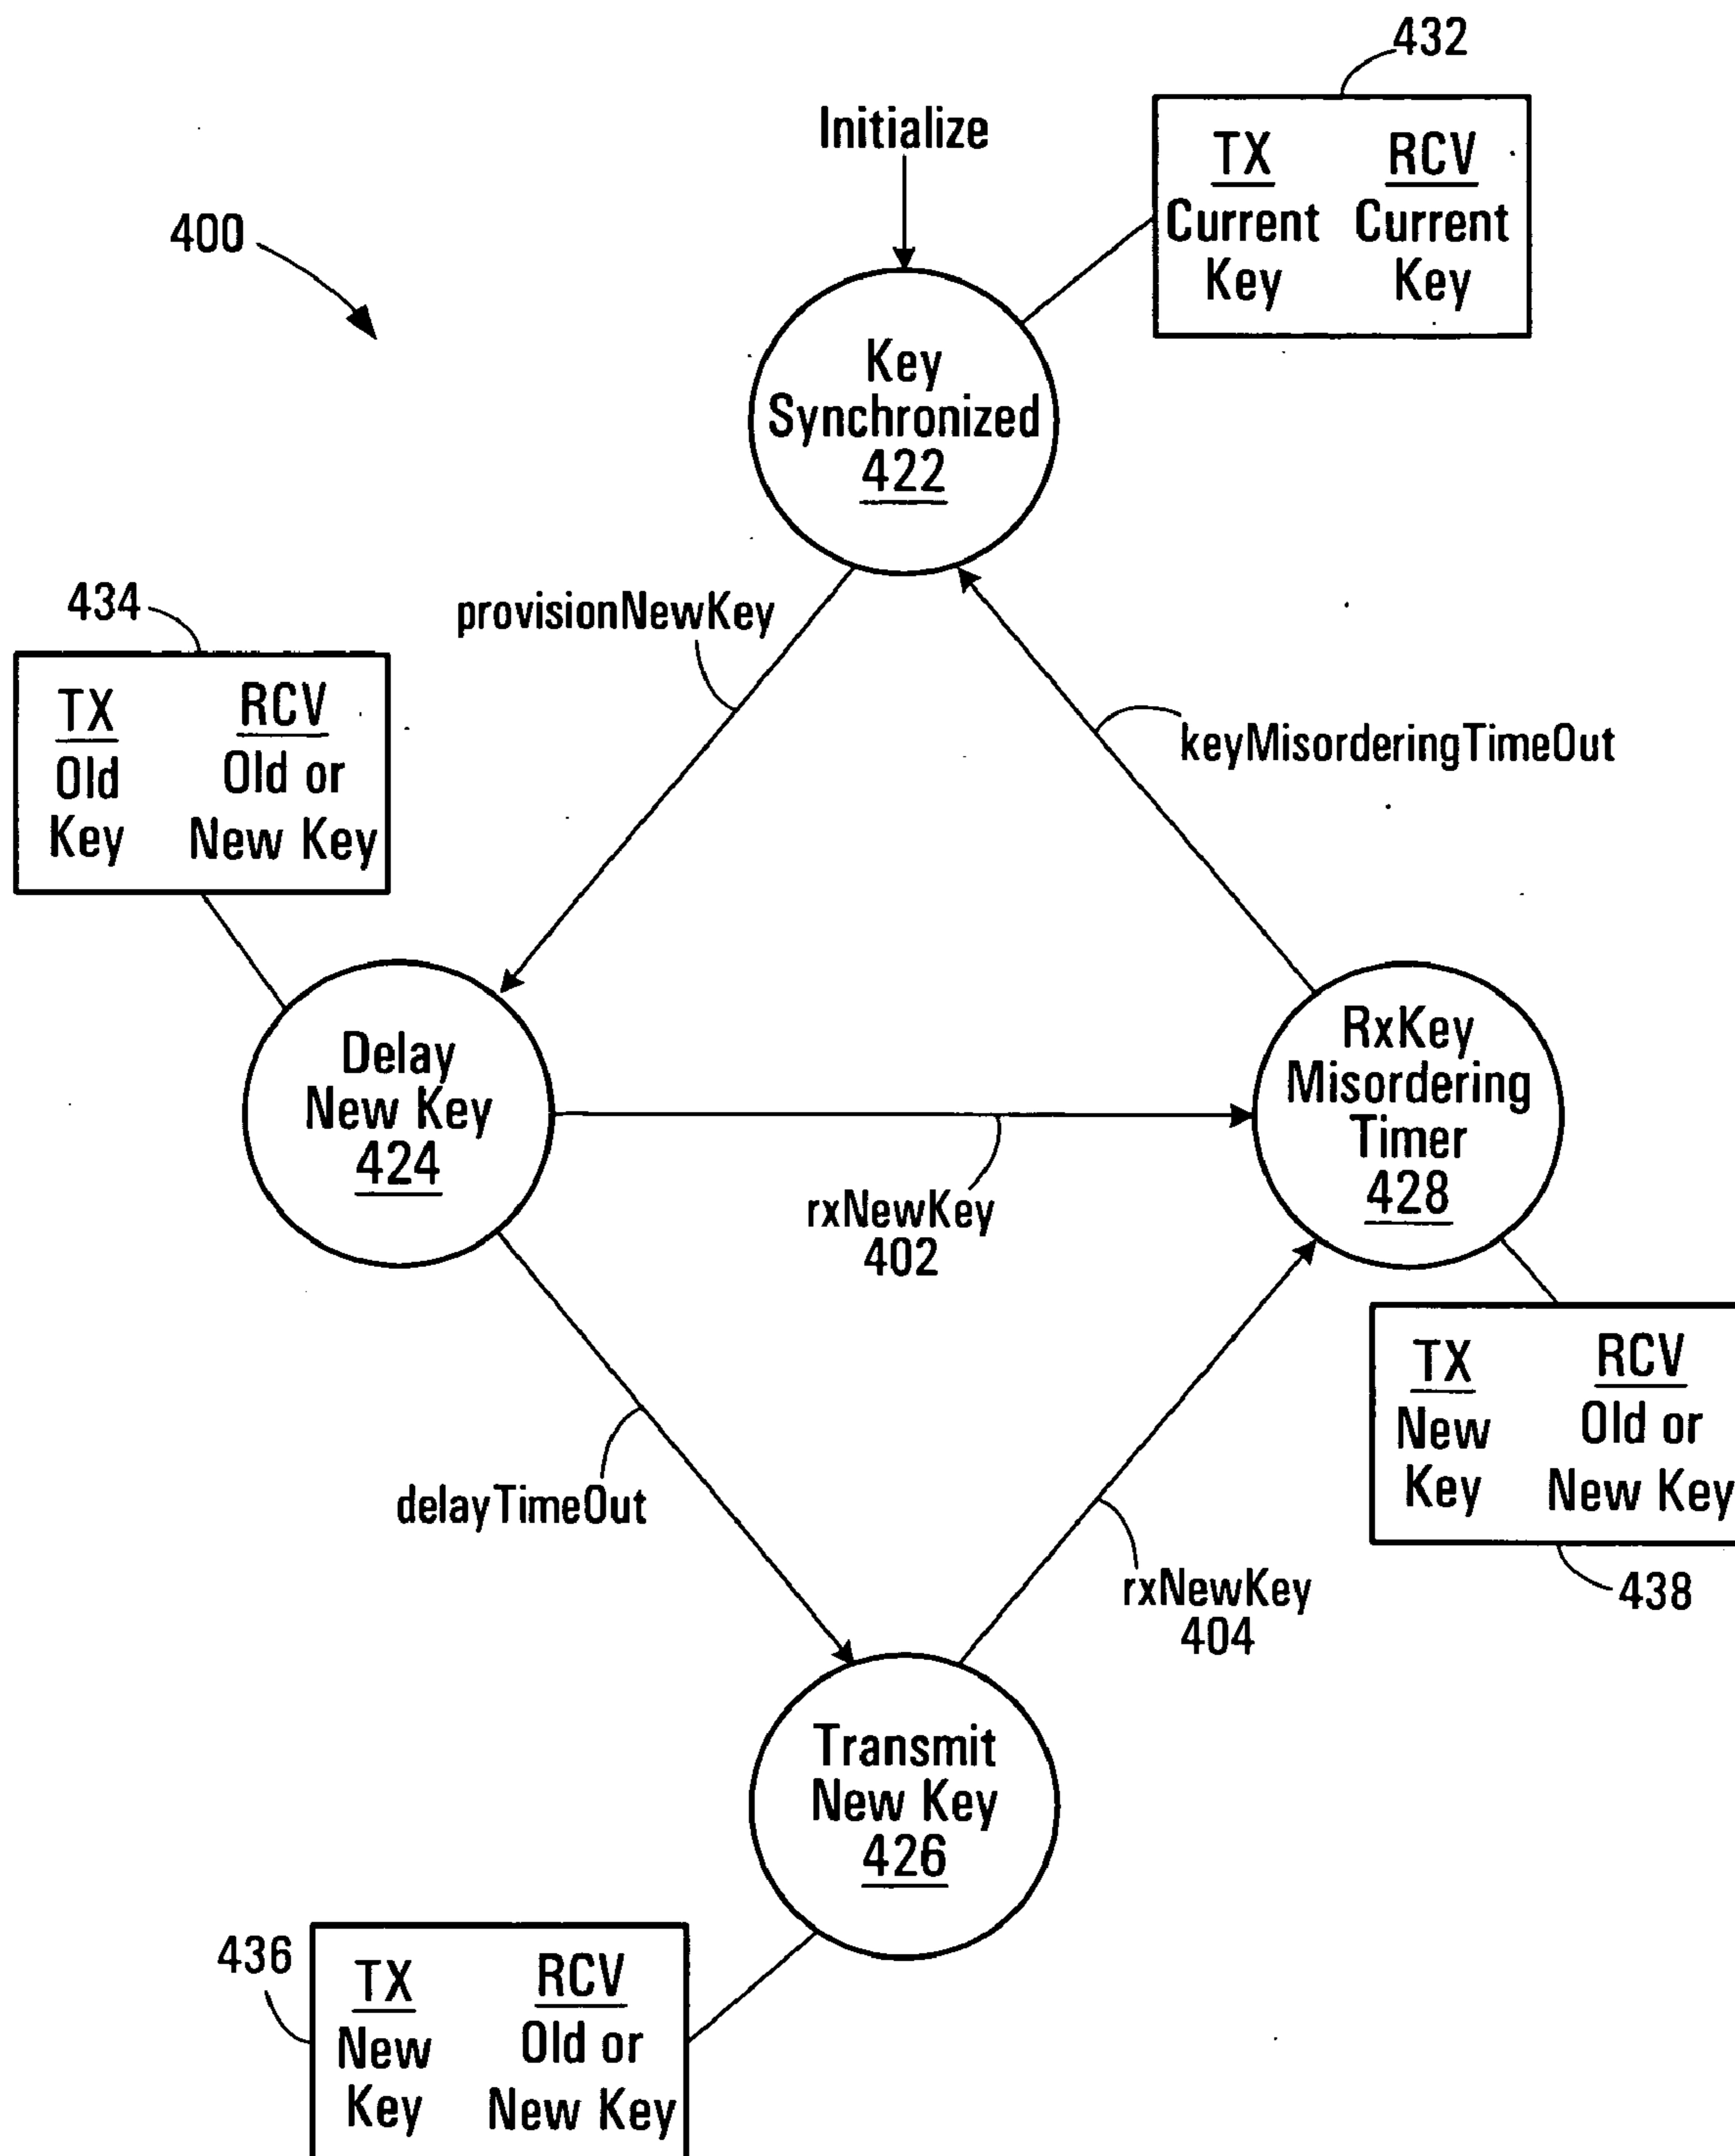 432
Initialize
TX RCV
Current Current
Key Key
400
Key
Synchronized
422
434
provisionNewKey
TX RCV
Old Old or
Key New Key
keyMisorderingTimeOut
Delay
New Key
424
RxKey
Misordering
Timer
428
rxNewKey
402
TX RCV
New Old or
Key New Key
438
delayTimeOut
rxNewKey
404
Transmit
New Key
426
436
TX RCV
New Old or
Key New Key